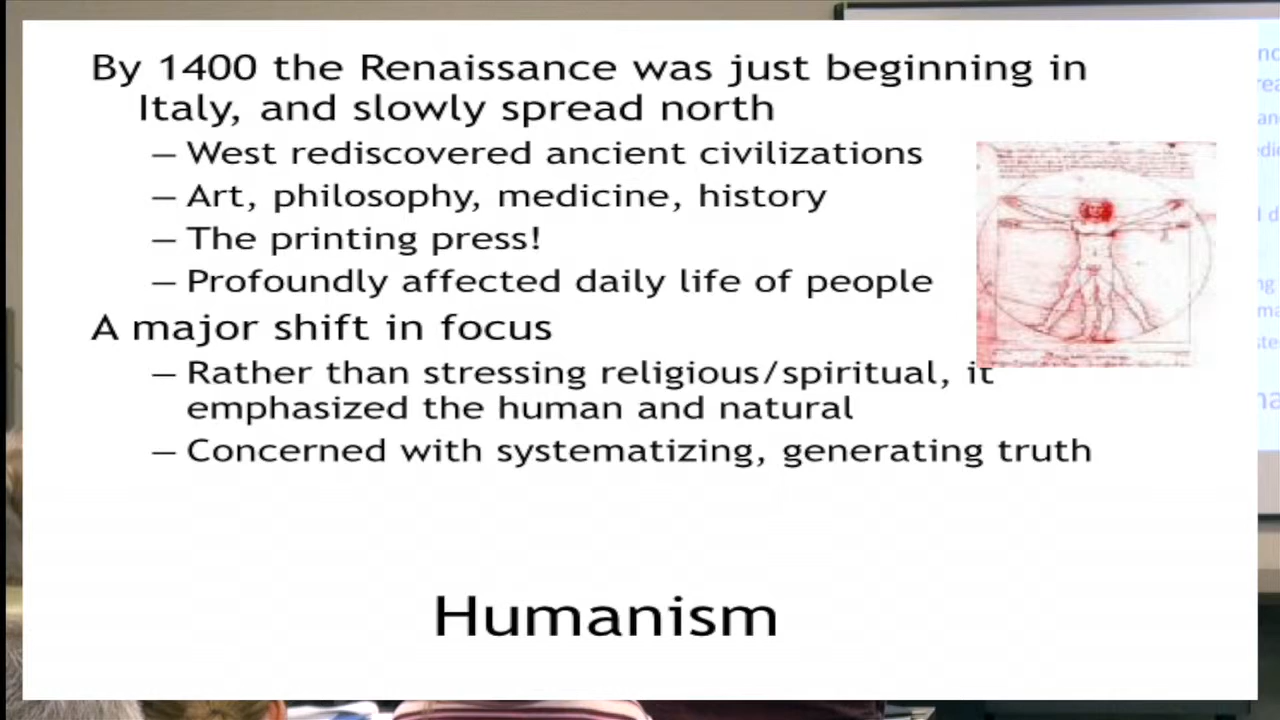 By 1400 the Renaissance was just beginning in
Italy, and slowly spread north
– West rediscovered ancient civilizations
– Art, philosophy, medicine, history
– The printing press!
– Profoundly affected daily life of people
A major shift in focus
– Rather than stressing religious/spiritual, it
emphasized the human and natural
– Concerned with systematizing, generating truth
Humanism